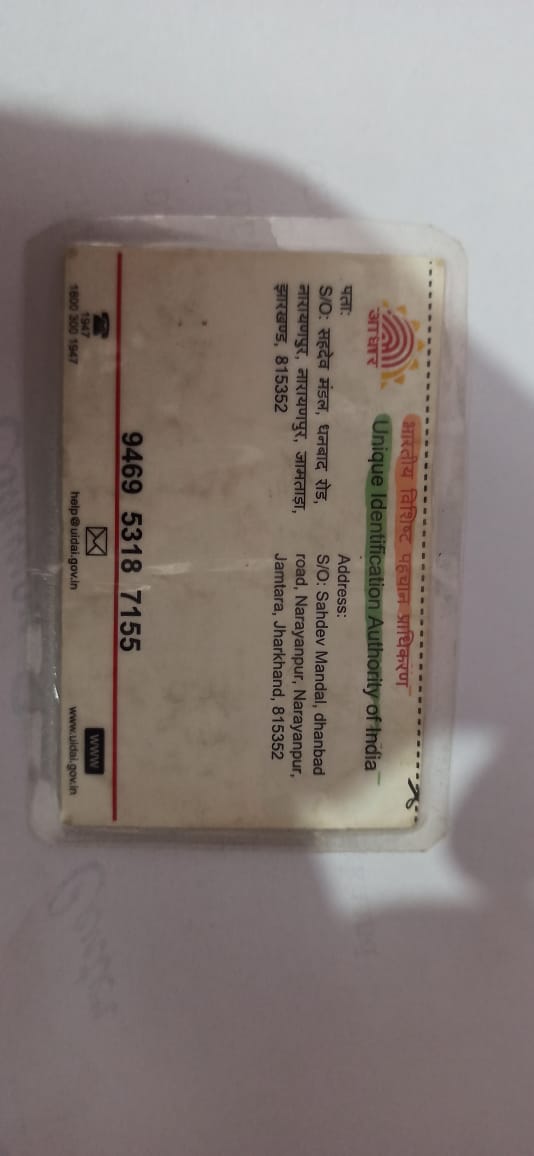 भारतीय विशिष्ट पहचान प्राधिकरण
Unique Identification Authority of India
आधार
पता:
S/O: सहदेव मंडल, धनबाद रोड,
नारायणपुर, नारायणपुर, जामताड़ा,
झारखण्ड, 815352
Address:
S/O: Sahdev Mandal, dhanbad
road, Narayanpur, Narayanpur,
Jamtara, Jharkhand, 815352
9469 5318 7155
1947
1800 300 1947
help@uidai.gov.in
www
www.uidai.gov.in